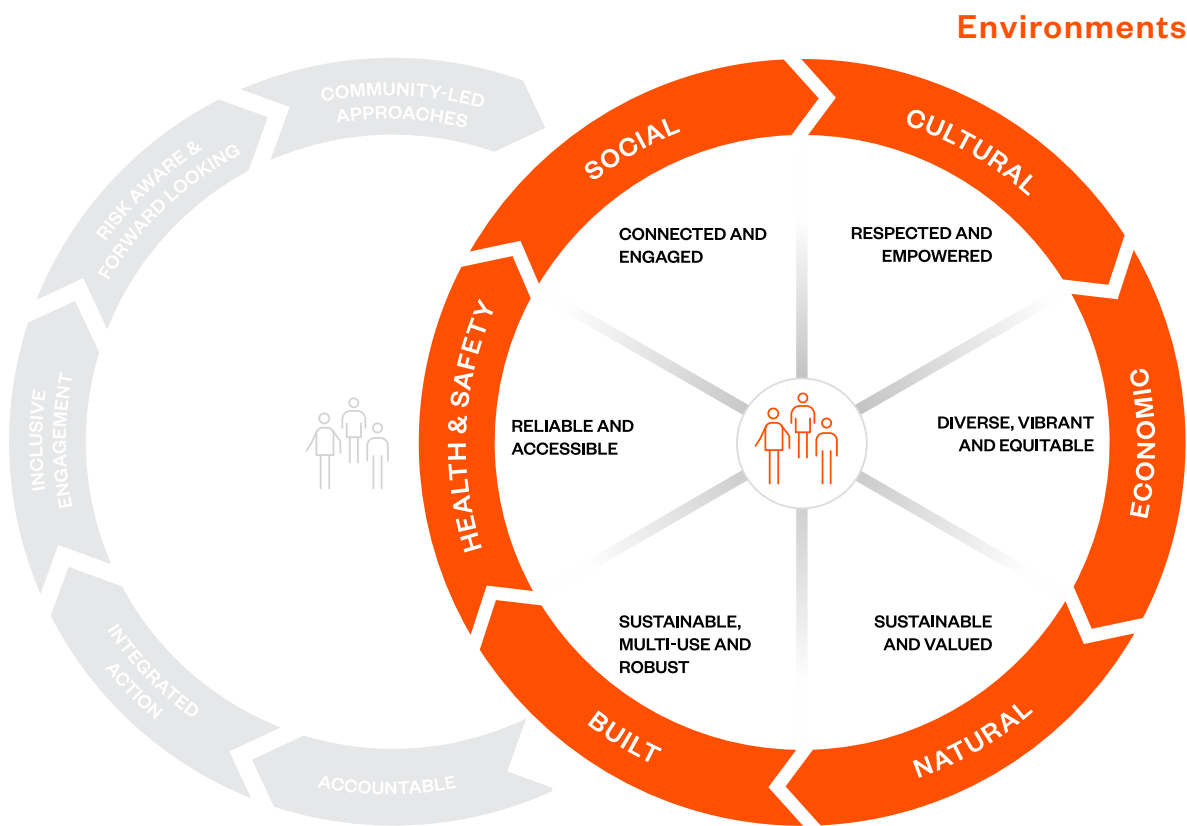 Environments
COMMUNITY-LED
APPROACHES
RISK AWARE &
FORWARD LOOKING
INCLUSIVE
ENGAGEMENT
INTEGRATED
ACTION
ACCOUNTABLE
SOCIAL
CULTURAL
ECONOMIC
NATURAL
BUILT
HEALTH & SAFETY
CONNECTED AND
ENGAGED
RESPECTED AND
EMPOWERED
DIVERSE, VIBRANT
AND EQUITABLE
SUSTAINABLE
AND VALUED
SUSTAINABLE,
MULTI-USE AND
ROBUST
RELIABLE AND
ACCESSIBLE